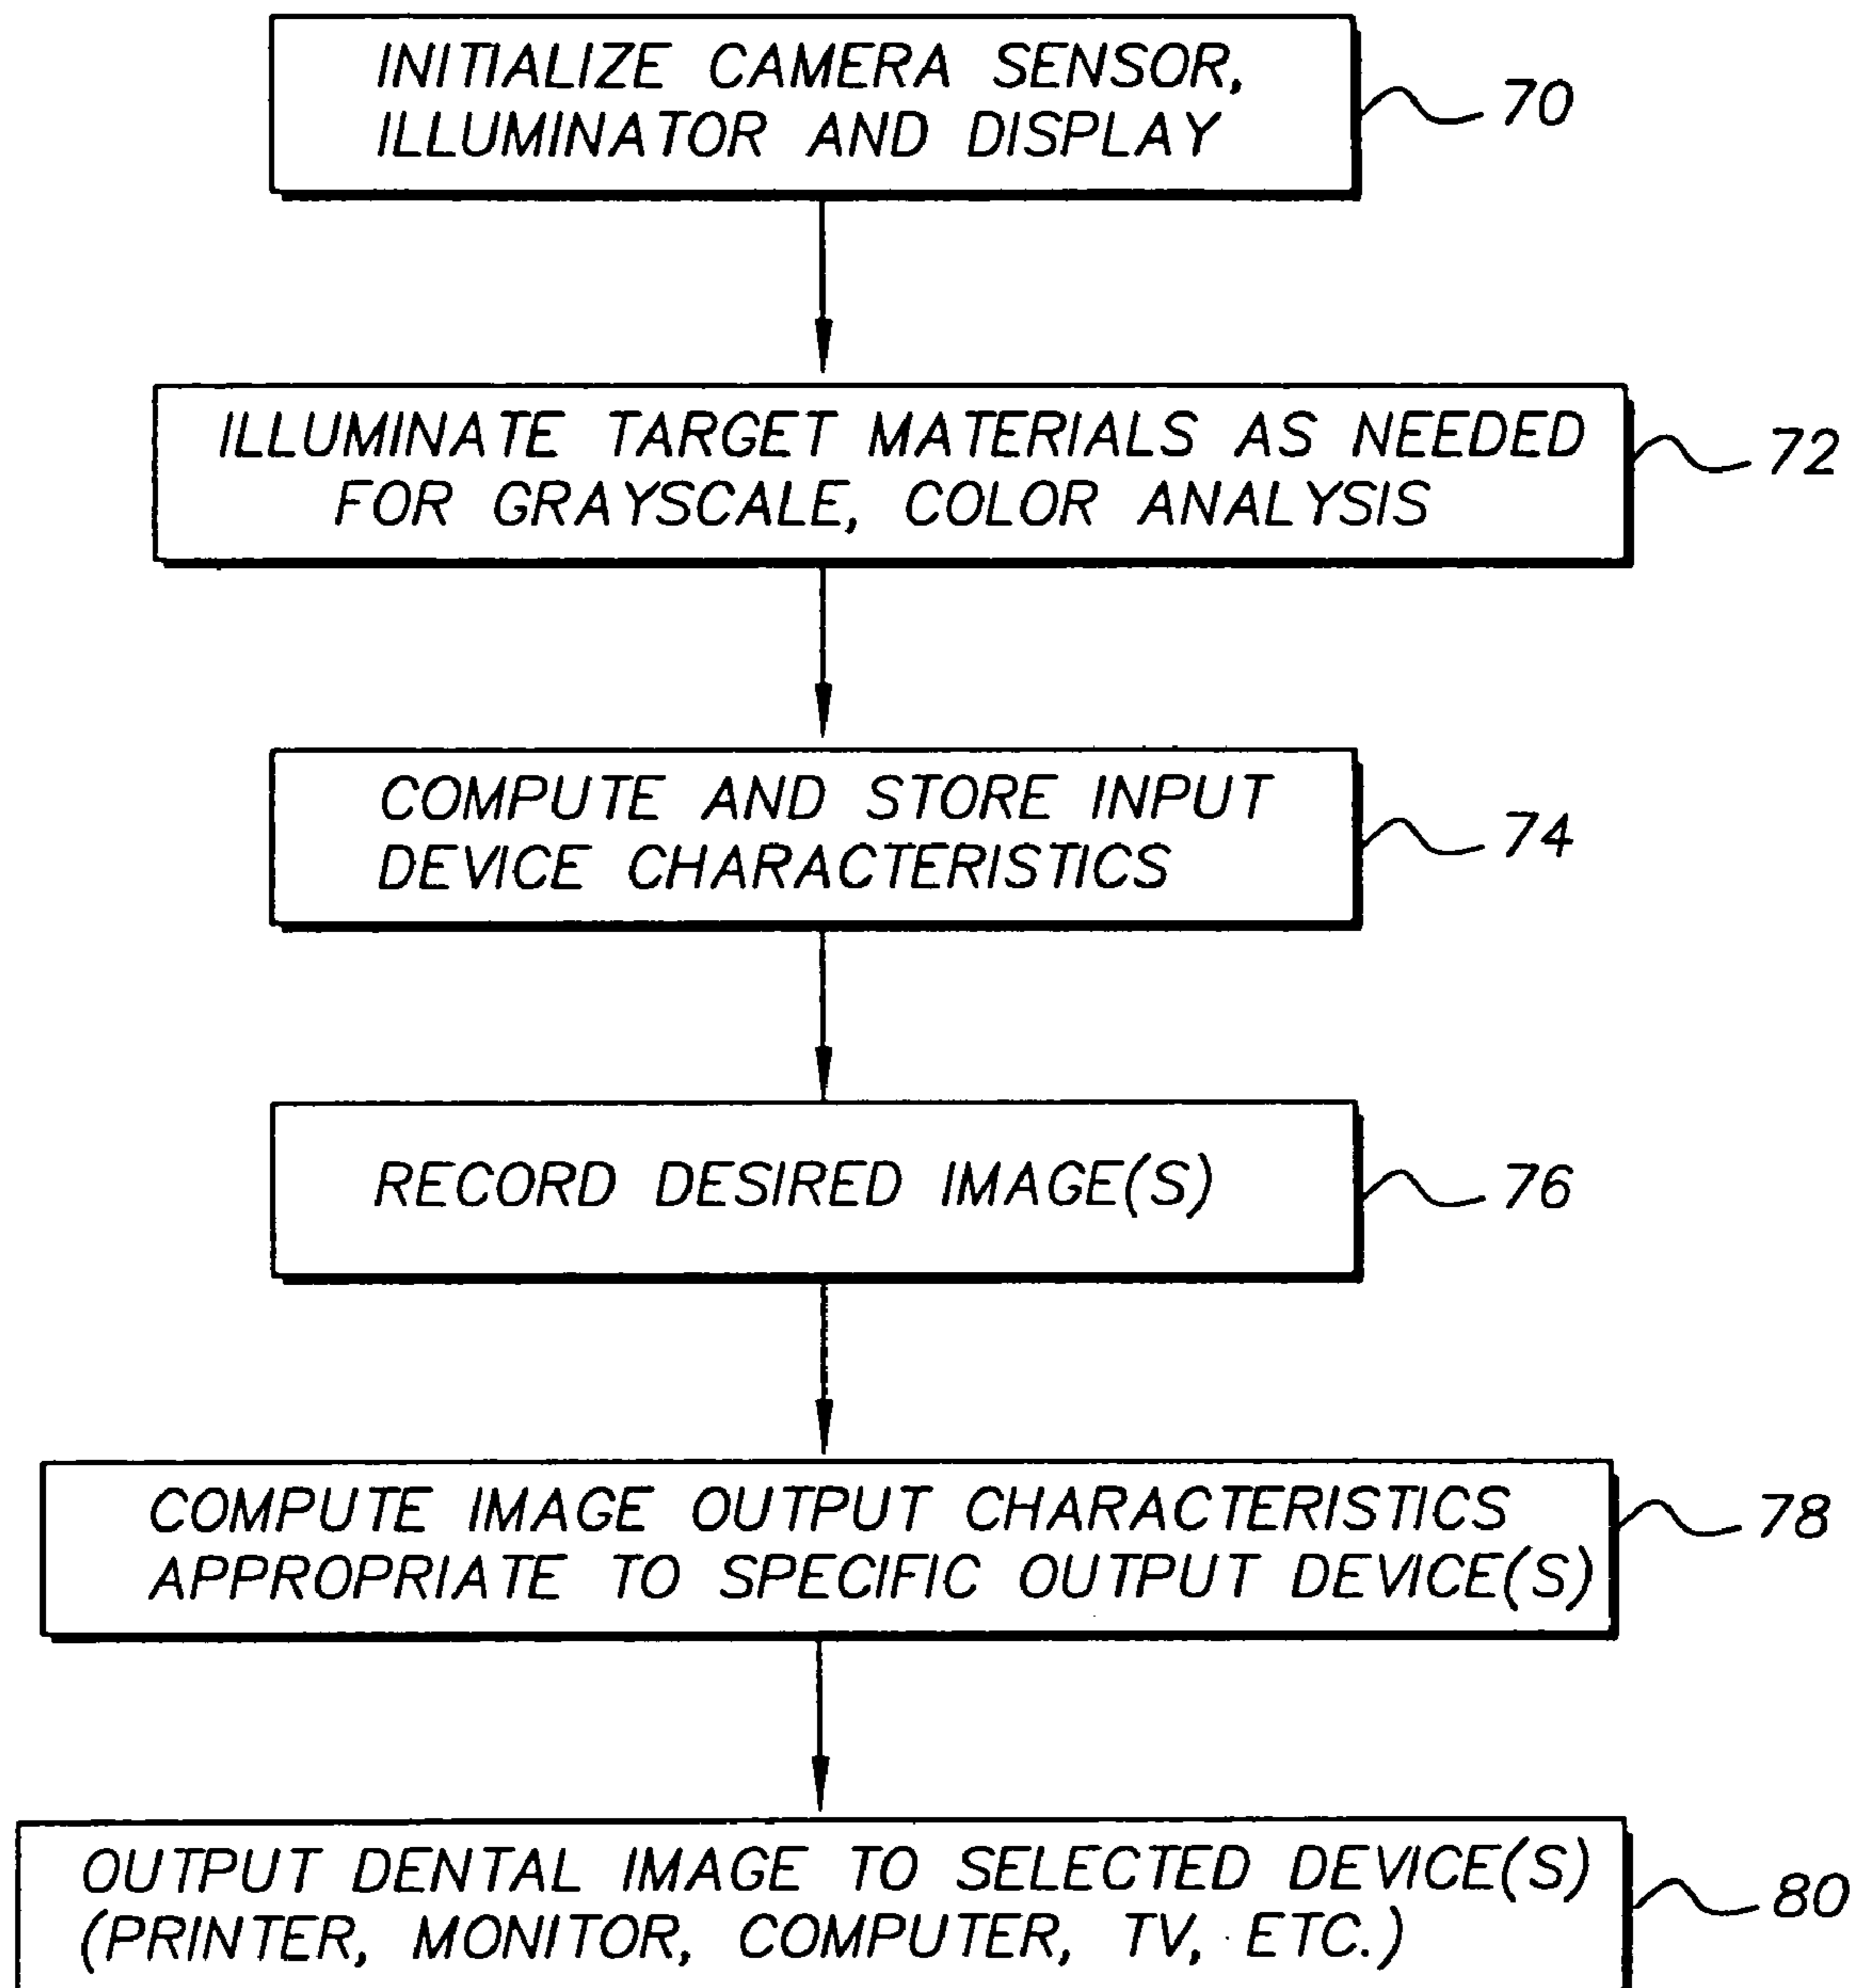 INITIALIZE CAMERA SENSOR,
ILLUMINATOR AND DISPLAY
70
ILLUMINATE TARGET MATERIALS AS NEEDED
FOR GRAYSCALE, COLOR ANALYSIS
72
COMPUTE AND STORE INPUT
DEVICE CHARACTERISTICS
74
RECORD DESIRED IMAGE(S)
76
COMPUTE IMAGE OUTPUT CHARACTERISTICS
APPROPRIATE TO SPECIFIC OUTPUT DEVICE(S)
78
OUTPUT DENTAL IMAGE TO SELECTED DEVICE(S)
(PRINTER, MONITOR, COMPUTER, TV, ETC.)
80